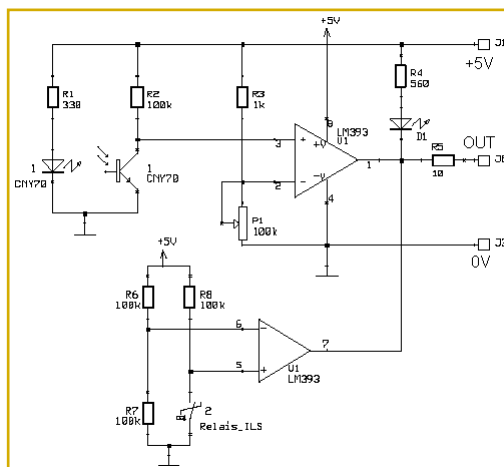 +5V
J1
+5V
R1
330
R2
100k
R3
1k
R4
560
8
LM393
U1
+V
-V
D1
OUT
1
CNY70
1
CNY70
3
+
2
-
1
R5
10
4
P1
100k
0V
+5V
R6
100k
R8
100k
6
-
7
5
+
U1
LM393
R7
100k
2
Relais_ILS